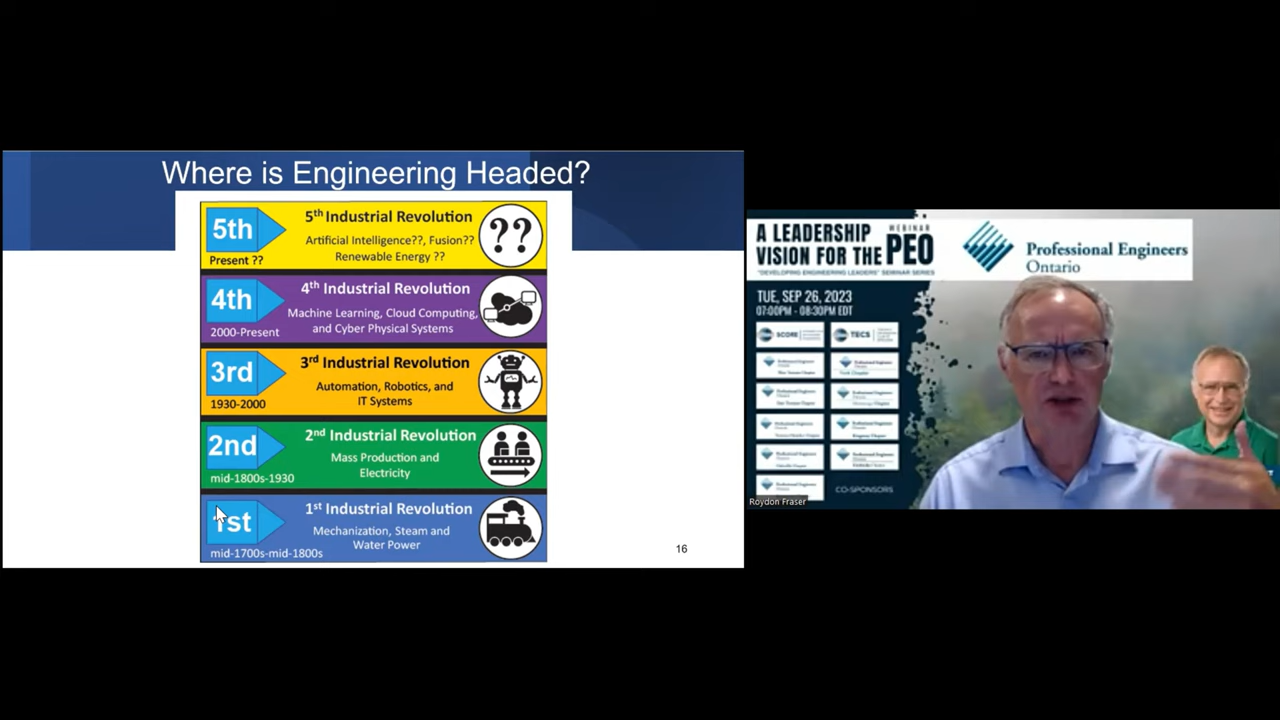 Where is Engineering Headed?
5th
Present ??
5th Industrial Revolution
Artificial Intelligence??, Fusion??
Renewable Energy ??
??
4th
2000-Present
4th Industrial Revolution
Machine Learning, Cloud Computing,
and Cyber Physical Systems
3rd
1930-2000
3rd Industrial Revolution
Automation, Robotics, and
IT Systems
2nd
mid-1800s-1930
2nd Industrial Revolution
Mass Production and
Electricity
1st
mid-1700s-mid-1800s
1st Industrial Revolution
Mechanization, Steam and
Water Power
16
A LEADERSHIP
VISION FOR THE PEO
WEBINAR
"DEVELOPING ENGINEERING LEADERS" SEMINAR SERIES
Professional Engineers
Ontario
TUE, SEP 26, 2023
07:00PM - 08:30PM EDT
SCORE
TECS
CO-SPONSORS
Roydon Fraser